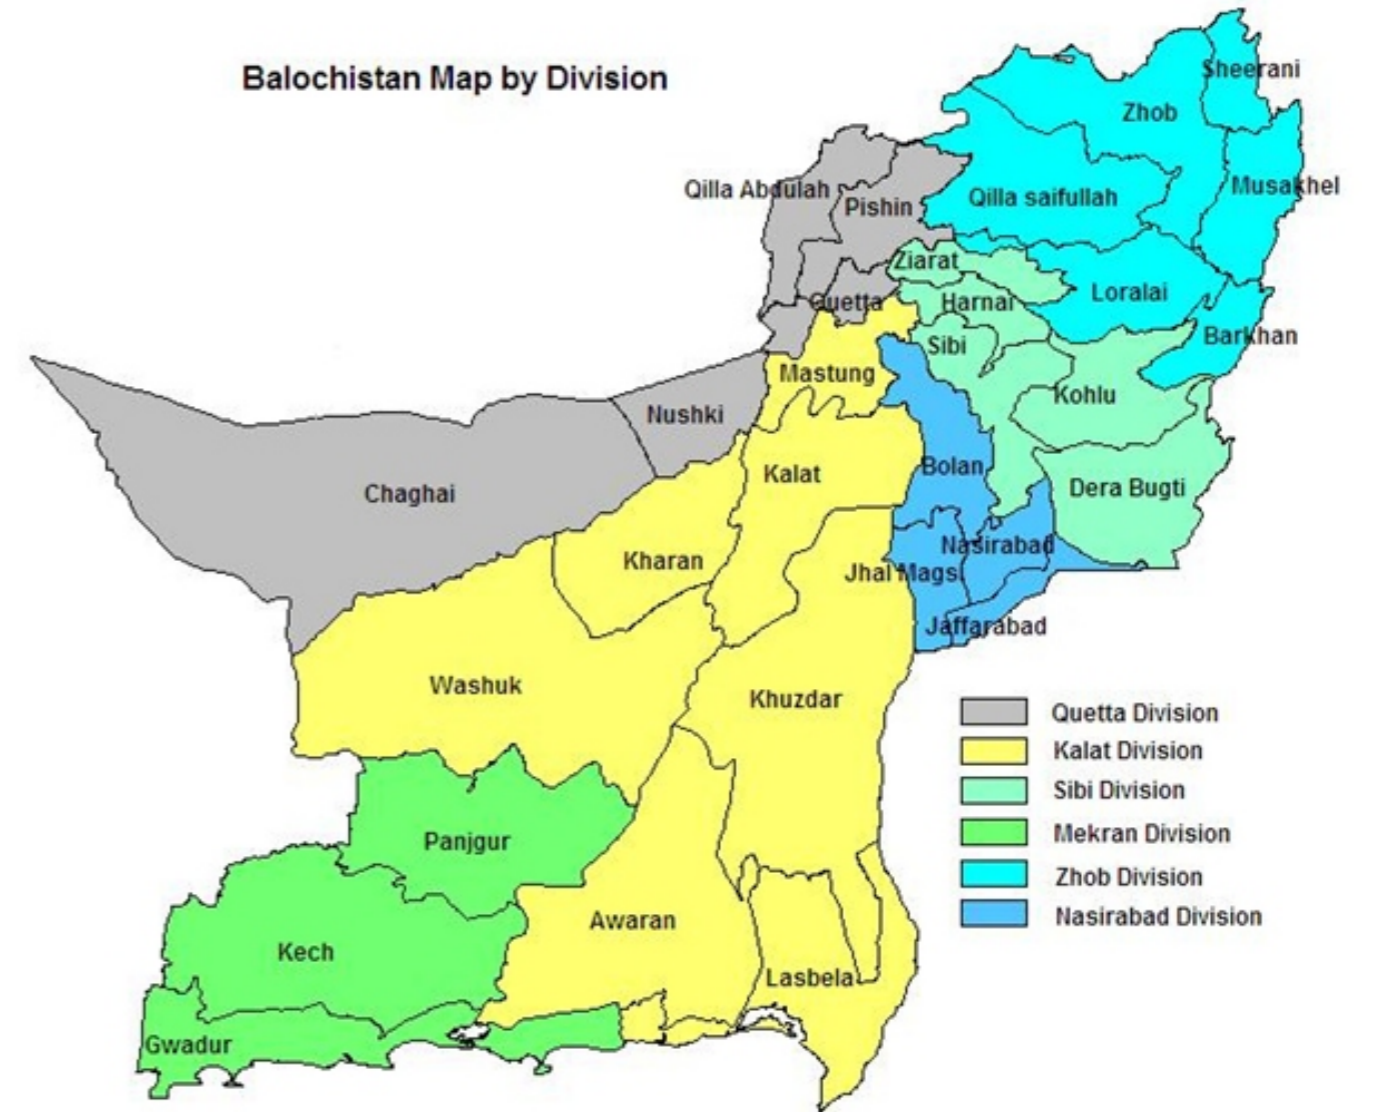 Balochistan Map by Division
Sheerani
Zhob
Musakhel
Qilla Abdulah
Pishin
Qilla saifullah
Ziarat
Quetta
Harnai
Loralai
Barkhan
Sibi
Mastung
Kohlu
Nushki
Kalat
Bolan
Dera Bugti
Chaghai
Kharan
Nasirabad
Jhal Magsi
Jaffarabad
Washuk
Khuzdar
Panjgur
Awaran
Kech
Lasbela
Gwadur
Quetta Division
Kalat Division
Sibi Division
Mekran Division
Zhob Division
Nasirabad Division